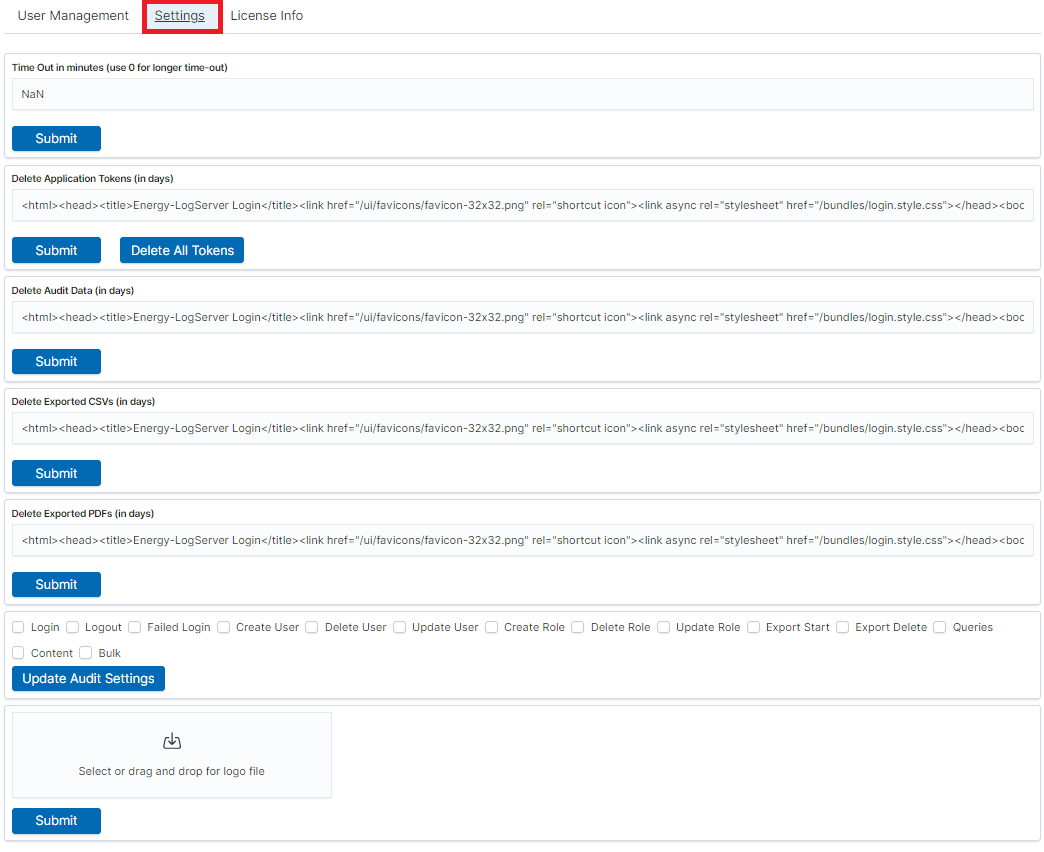 User Management Settings License Info
Time Out in minutes (use 0 for longer time-out)
NaN
Submit
Delete Application Tokens (in days)
<html><head><title>Energy-LogServer Login</title><link href="/ui/favicons/favicon-32x32.png" rel="shortcut icon"><link async rel="stylesheet" href="/bundles/login.style.css"></head><boc
Submit Delete All Tokens
Delete Audit Data (in days)
<html><head><title>Energy-LogServer Login</title><link href="/ui/favicons/favicon-32x32.png" rel="shortcut icon"><link async rel="stylesheet" href="/bundles/login.style.css"></head><boc
Submit
Delete Exported CSVs (in days)
<html><head><title>Energy-LogServer Login</title><link href="/ui/favicons/favicon-32x32.png" rel="shortcut icon"><link async rel="stylesheet" href="/bundles/login.style.css"></head><boc
Submit
Delete Exported PDFs (in days)
<html><head><title>Energy-LogServer Login</title><link href="/ui/favicons/favicon-32x32.png" rel="shortcut icon"><link async rel="stylesheet" href="/bundles/login.style.css"></head><boc
Submit
Login Logout Failed Login Create User Delete User Update User Create Role Delete Role Update Role Export Start Export Delete Queries
Content Bulk
Update Audit Settings
Select or drag and drop for logo file
Submit